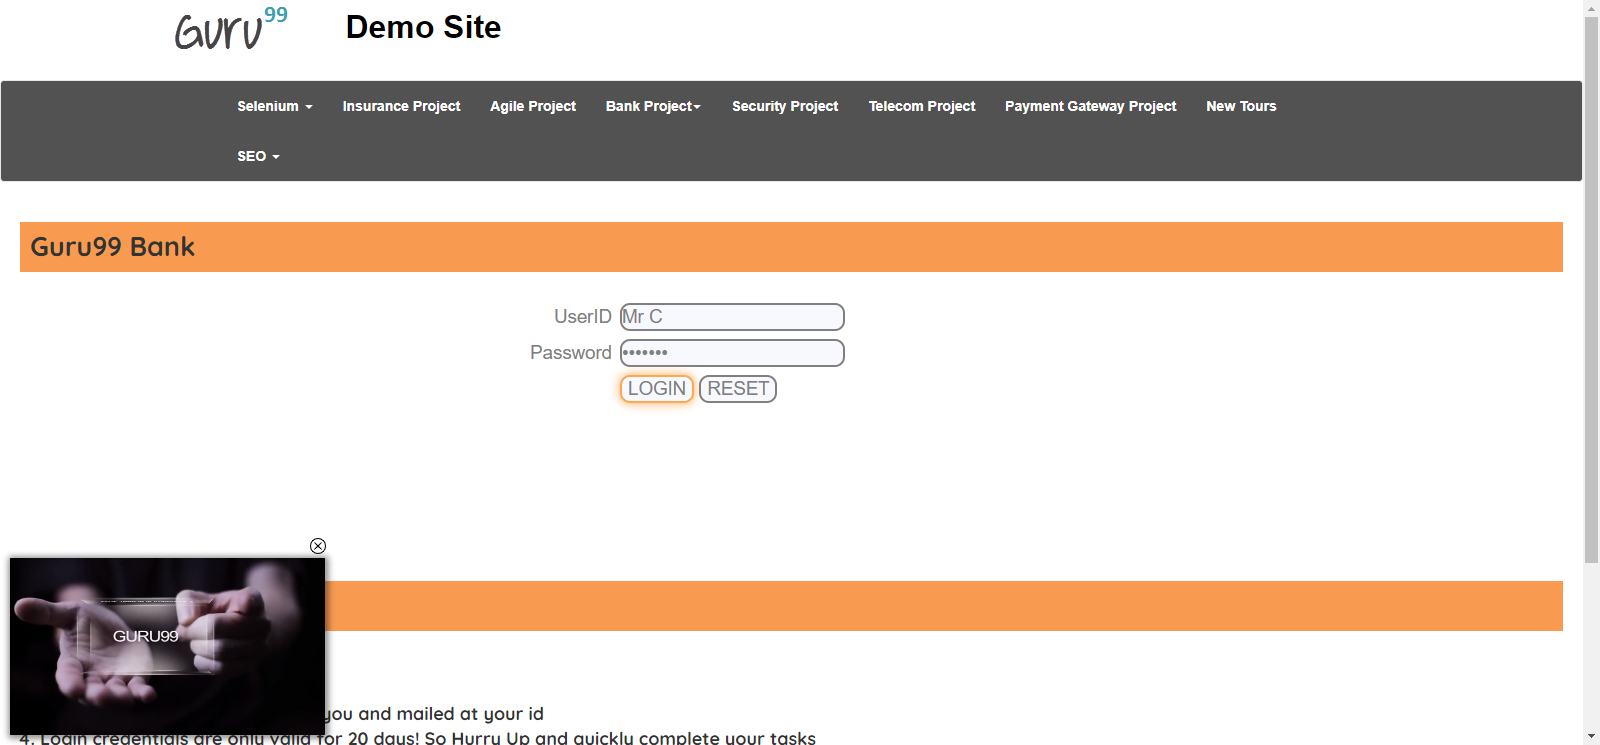 Guru99
Demo Site
Selenium Insurance Project Agile Project Bank Project Security Project Telecom Project Payment Gateway Project New Tours
SEO
Guru99 Bank
UserID Mr C
Password •••••••
LOGIN RESET
GURU99
you and mailed at your id
4. Login credentials are only valid for 20 days! So Hurry Up and quickly complete your tasks